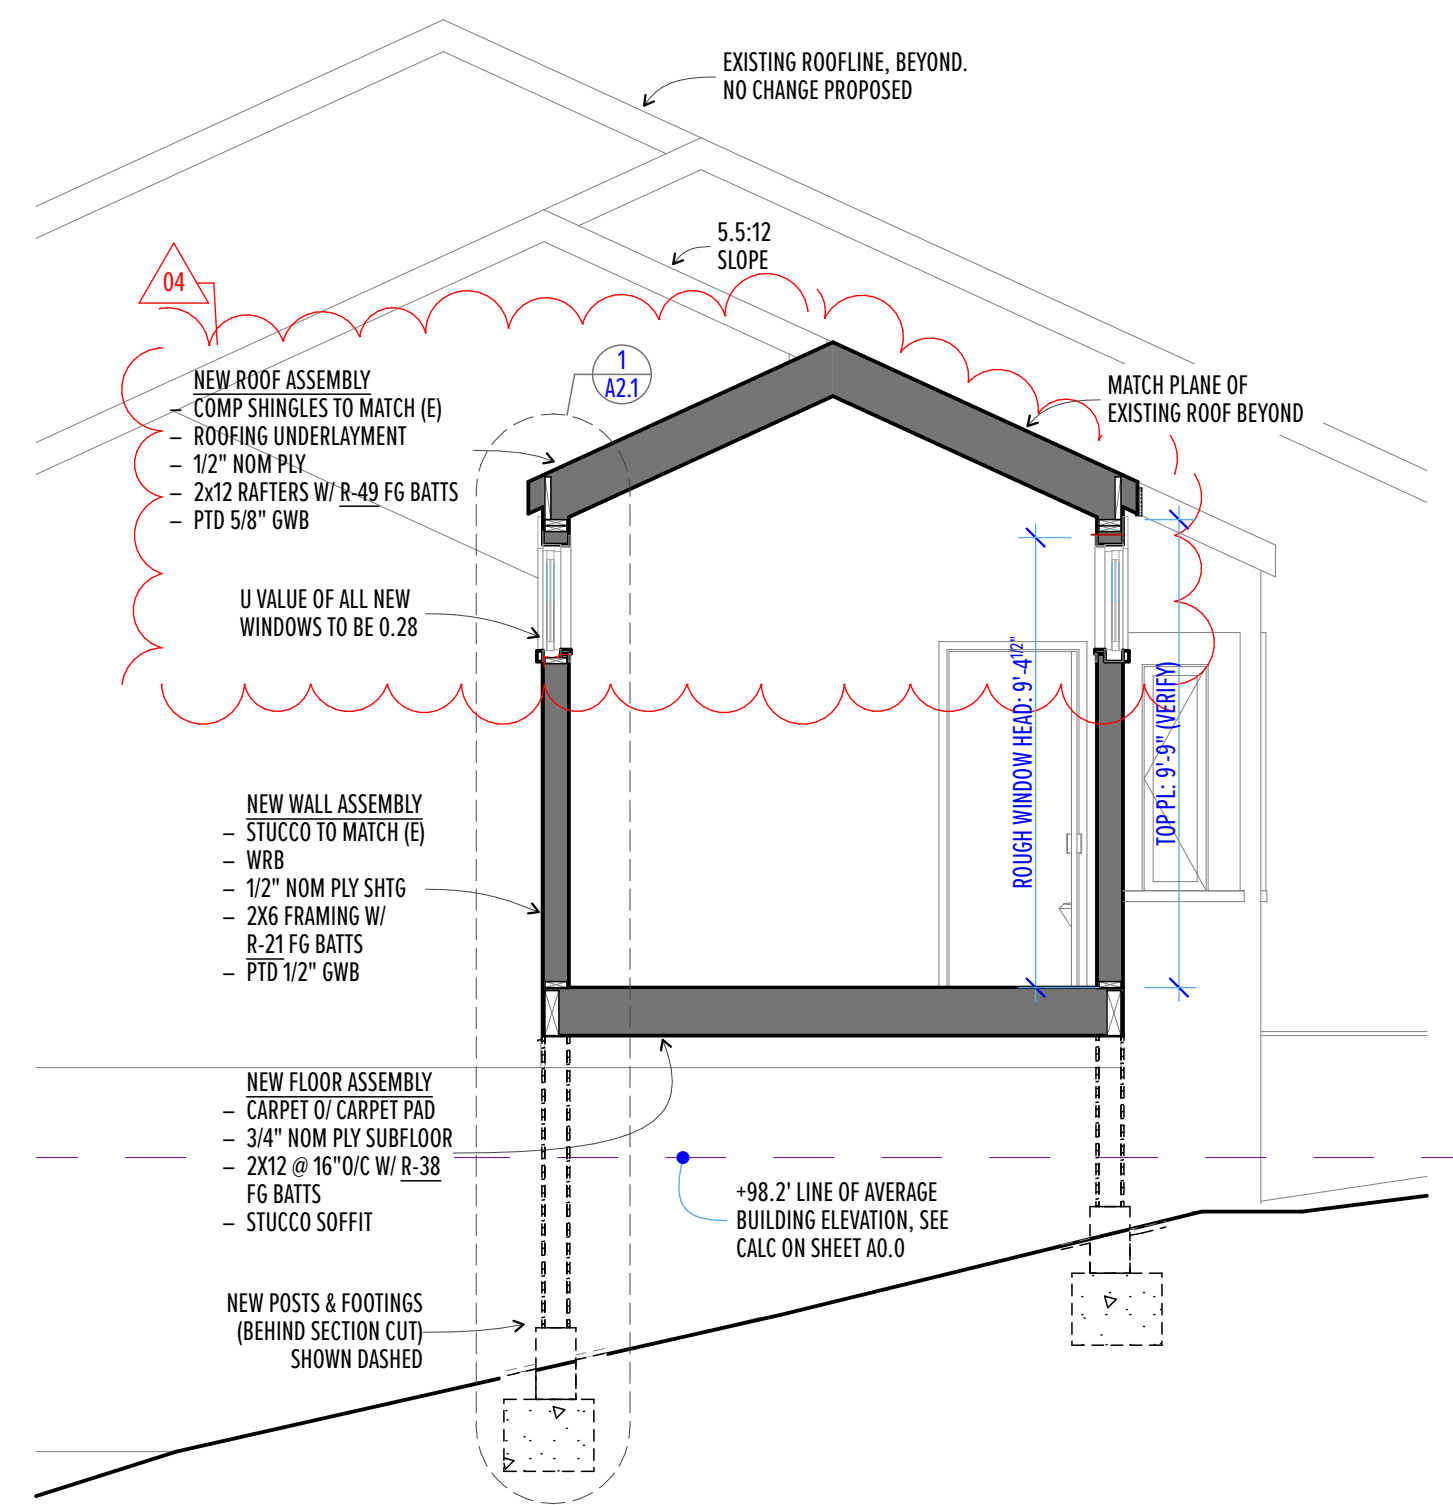 EXISTING ROOFLINE, BEYOND.
NO CHANGE PROPOSED
5.5:12
SLOPE
04
1
A2.1
NEW ROOF ASSEMBLY
– COMP SHINGLES TO MATCH (E)
– ROOFING UNDERLAYMENT
– 1/2" NOM PLY
– 2x12 RAFTERS W/ R-49 FG BATTS
– PTD 5/8" GWB
MATCH PLANE OF
EXISTING ROOF BEYOND
U VALUE OF ALL NEW
WINDOWS TO BE 0.28
ROUGH WINDOW HEAD: 9'-4 1/2"
TOP PL: 9'-9" (VERIFY)
NEW WALL ASSEMBLY
– STUCCO TO MATCH (E)
– WRB
– 1/2" NOM PLY SHTG
– 2X6 FRAMING W/
R-21 FG BATTS
– PTD 1/2" GWB
NEW FLOOR ASSEMBLY
– CARPET O/ CARPET PAD
– 3/4" NOM PLY SUBFLOOR
– 2X12 @ 16"O/C W/ R-38
FG BATTS
– STUCCO SOFFIT
+98.2' LINE OF AVERAGE
BUILDING ELEVATION, SEE
CALC ON SHEET A0.0
NEW POSTS & FOOTINGS
(BEHIND SECTION CUT)
SHOWN DASHED